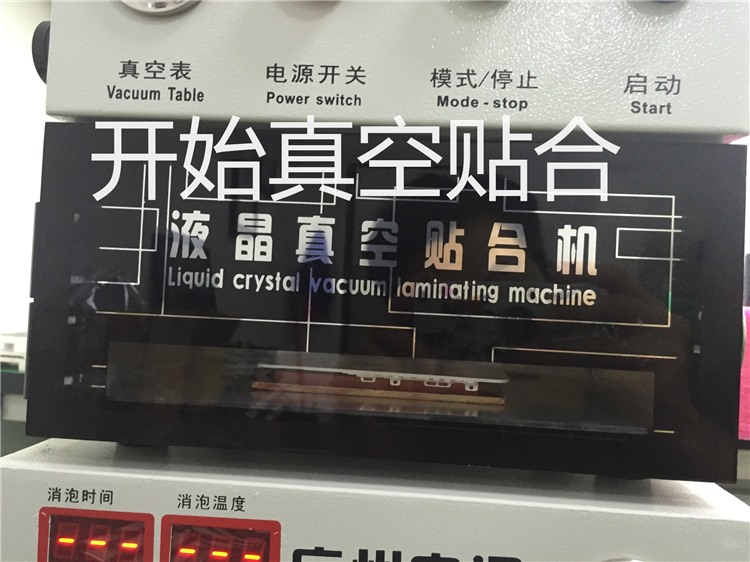 真空表 电源开关 模式/停止 启动
Vacuum Table Power switch Mode - stop Start
开始真空贴合
液晶真空贴合机
Liquid crystal vacuum laminating machine
消泡时间 消泡温度
--- ---